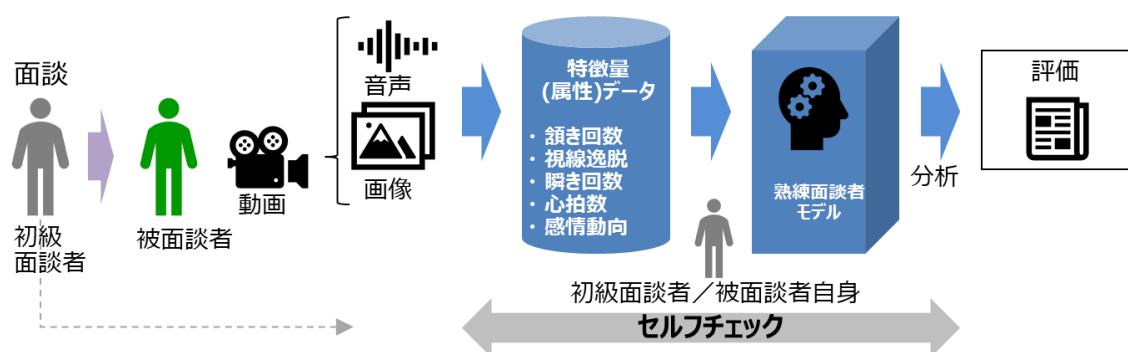 面談
初級
面談者
被面談者
動画
音声
画像
特徴量
(属性)データ
・ 頷き回数
・ 視線逸脱
・ 瞬き回数
・ 心拍数
・ 感情動向
熟練面談者
モデル
分析
評価
初級面談者／被面談者自身
セルフチェック